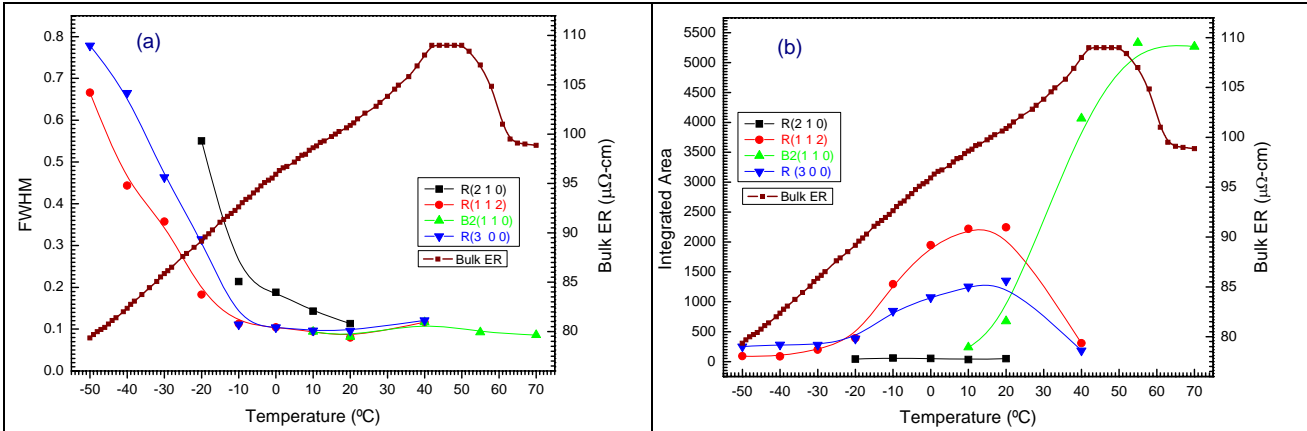 (a)
FWHM
0.8
0.7
0.6
0.5
0.4
0.3
0.2
0.1
0.0
-50 -40 -30 -20 -10 0 10 20 30 40 50 60 70
Temperature (ºC)
110
105
100
95
90
85
80
Bulk ER (μΩ-cm)
R(2 1 0)
R(1 1 2)
B2(1 1 0)
R(3 0 0)
Bulk ER
(b)
Integrated Area
5500
5000
4500
4000
3500
3000
2500
2000
1500
1000
500
0
-50 -40 -30 -20 -10 0 10 20 30 40 50 60 70
Temperature (ºC)
110
105
100
95
90
85
80
Bulk ER (μΩ-cm)
R(2 1 0)
R(1 1 2)
B2(1 1 0)
R (3 0 0)
Bulk ER